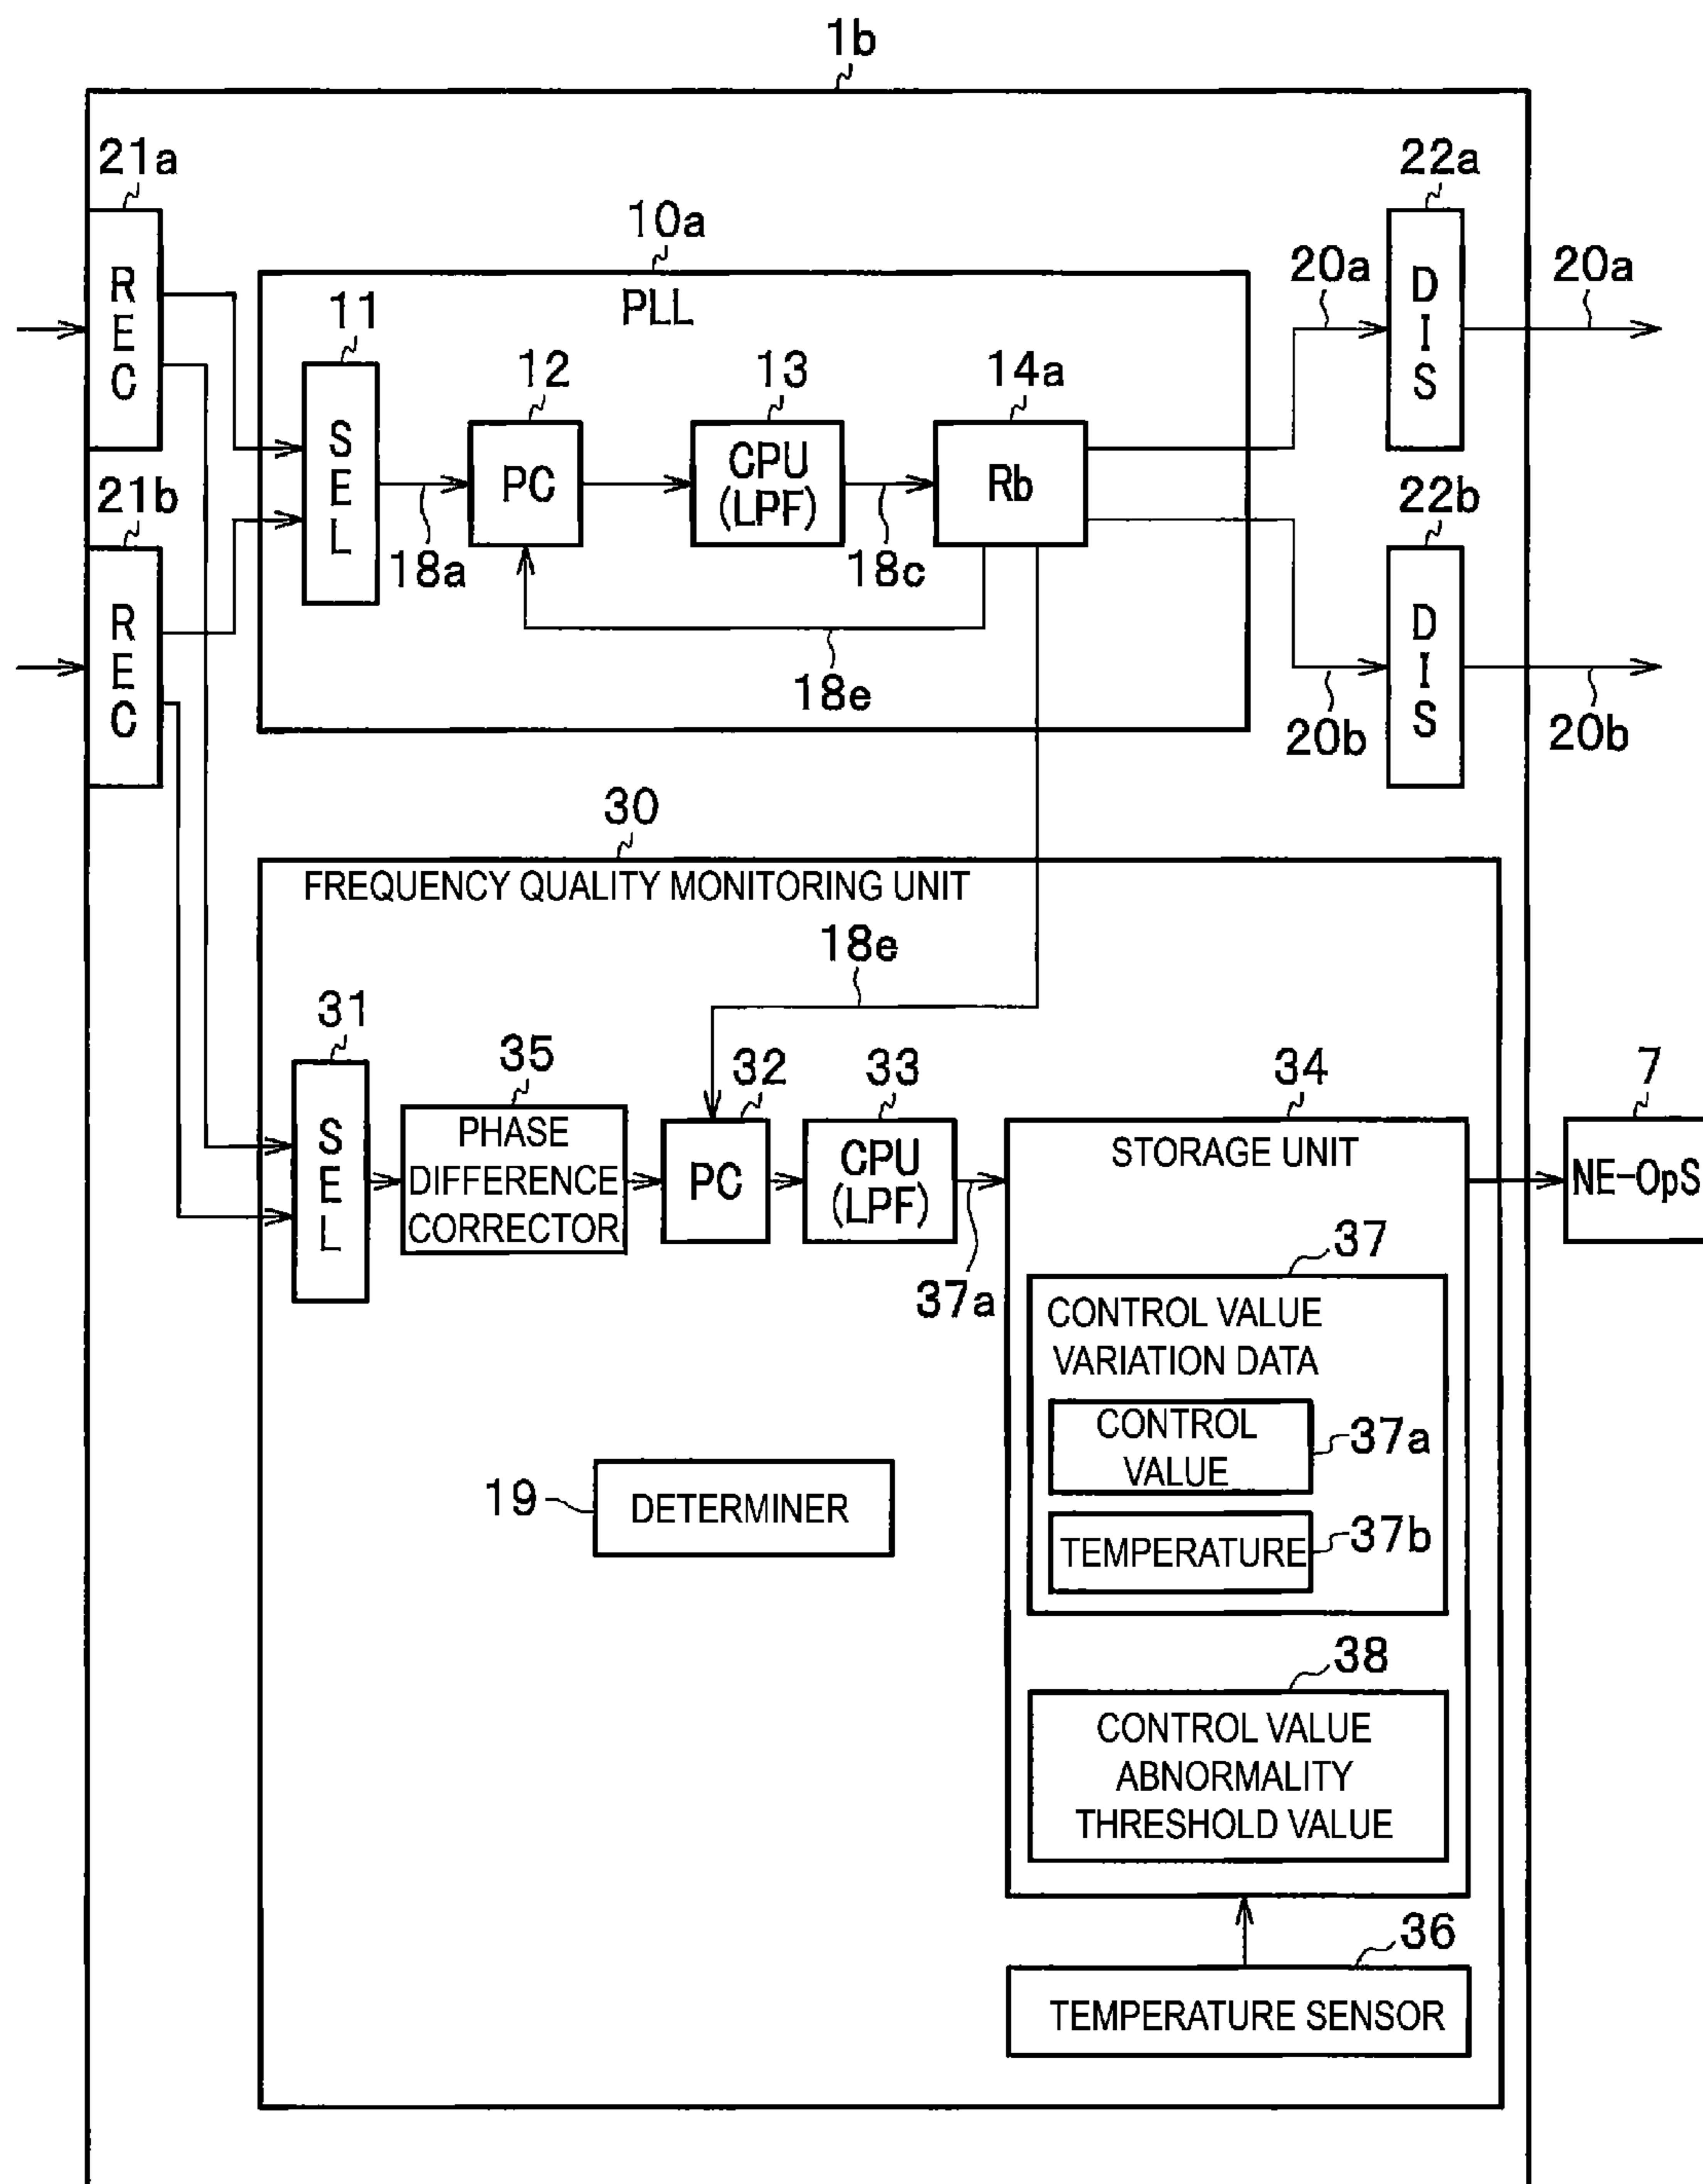 1b
21a
22a
10a
20a
20a
R
E
C
D
I
S
PLL
11
12
13
14a
S
E
L
PC
CPU
(LPF)
Rb
21b
22b
18a
18c
R
E
C
D
I
S
18e
20b
20b
30
FREQUENCY QUALITY MONITORING UNIT
18e
31
35
32
33
34
7
S
E
L
PHASE
DIFFERENCE
CORRECTOR
PC
CPU
(LPF)
STORAGE UNIT
NE-OpS
37a
37
CONTROL VALUE
VARIATION DATA
CONTROL
VALUE
37a
19
DETERMINER
TEMPERATURE
37b
38
CONTROL VALUE
ABNORMALITY
THRESHOLD VALUE
36
TEMPERATURE SENSOR